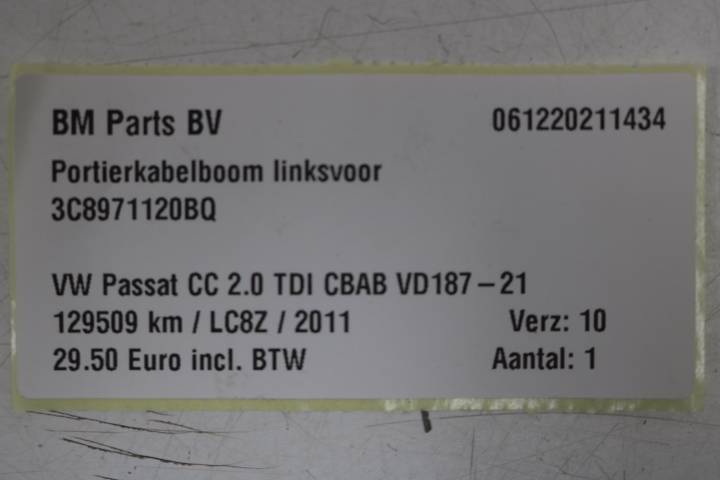 BM Parts BV 061220211434
Portierkabelboom linksvoor
3C8971120BQ
VW Passat CC 2.0 TDI CBAB VD187-21
129509 km / LC8Z / 2011 Verz: 10
29.50 Euro incl. BTW Aantal: 1